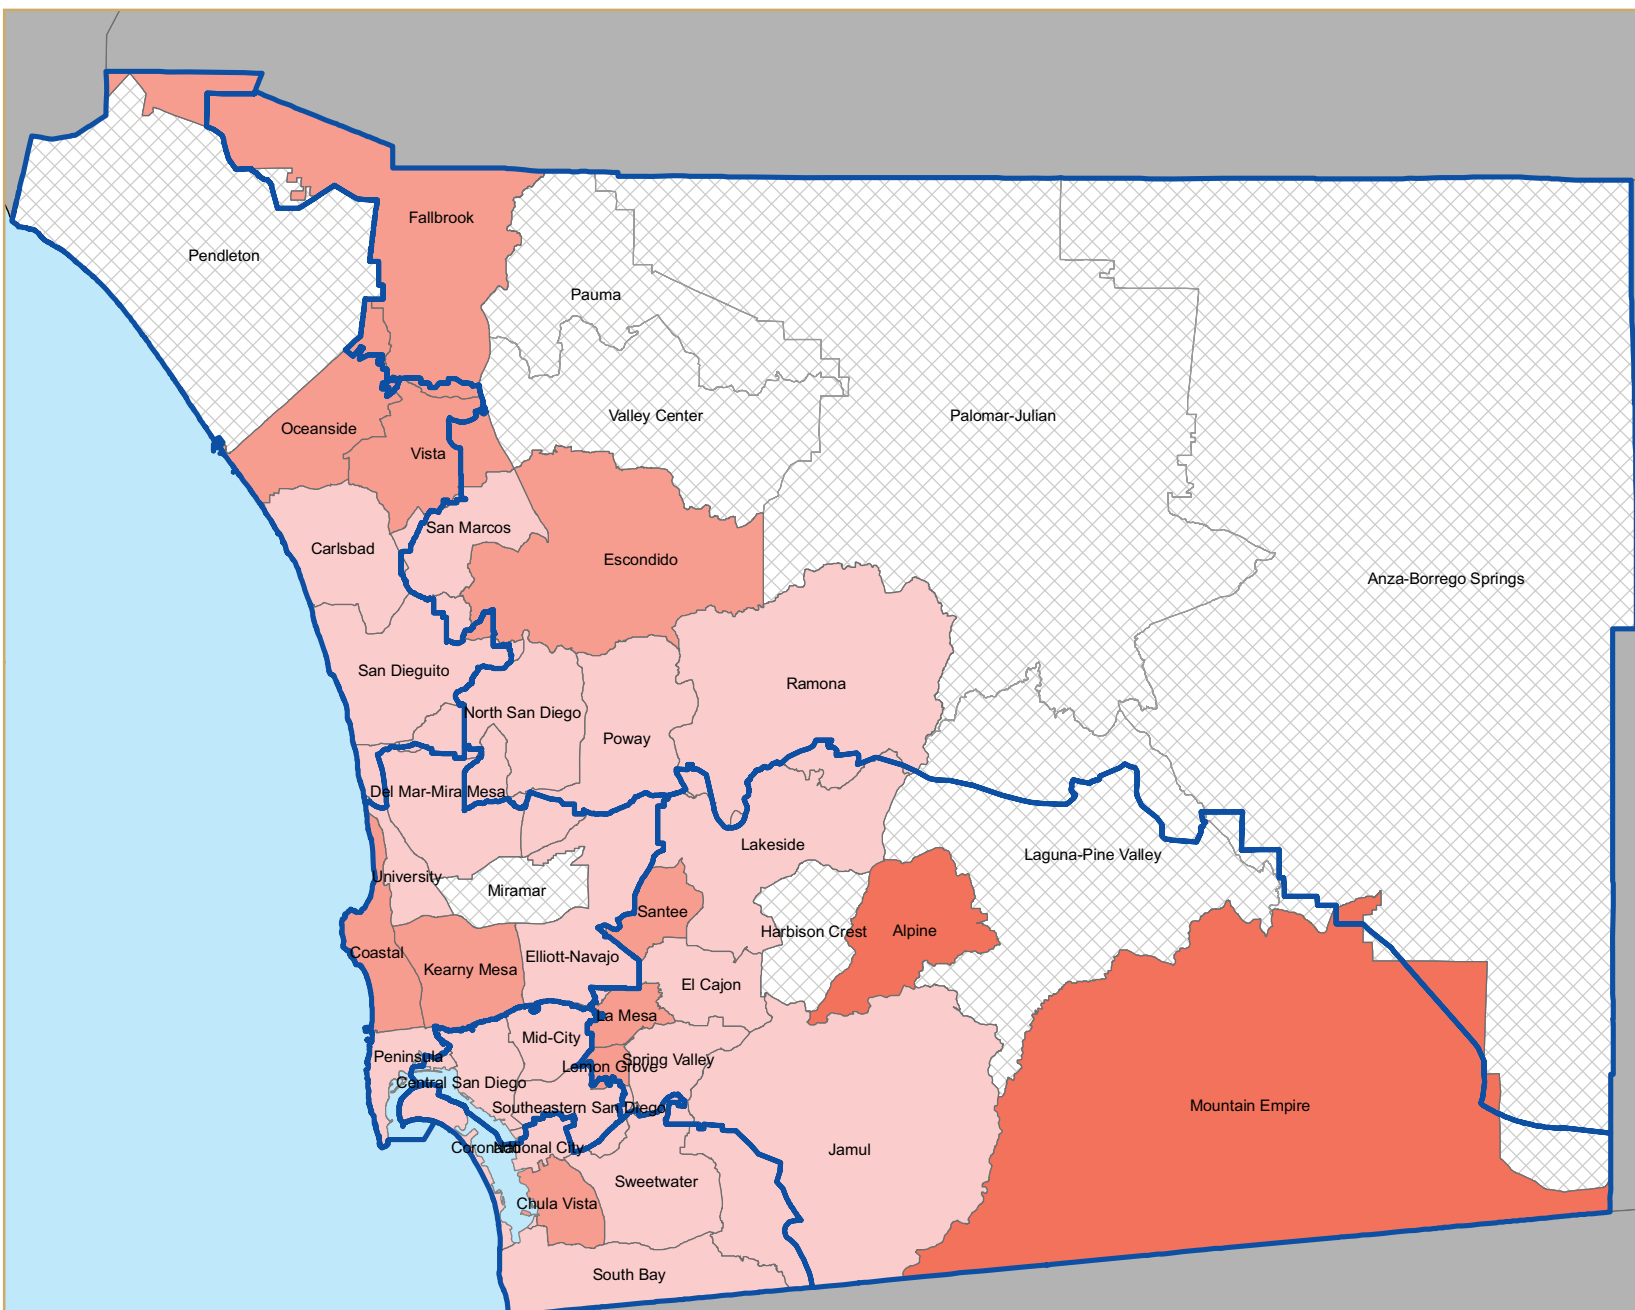 Fallbrook
Pendleton
Pauma
Valley Center
Palomar-Julian
Oceanside
Vista
San Marcos
Carlsbad
Escondido
Anza-Borrego Springs
San Dieguito
Ramona
North San Diego
Poway
Del Mar-Mira Mesa
Lakeside
Laguna-Pine Valley
University
Miramar
Santee
Harbison Crest
Alpine
Coastal
Elliott-Navajo
Kearny Mesa
El Cajon
La Mesa
Mid-City
Peninsula
Spring Valley
Lemon Grove
Central San Diego
Southeastern San Diego
Mountain Empire
Coronado
National City
Jamul
Sweetwater
Chula Vista
South Bay